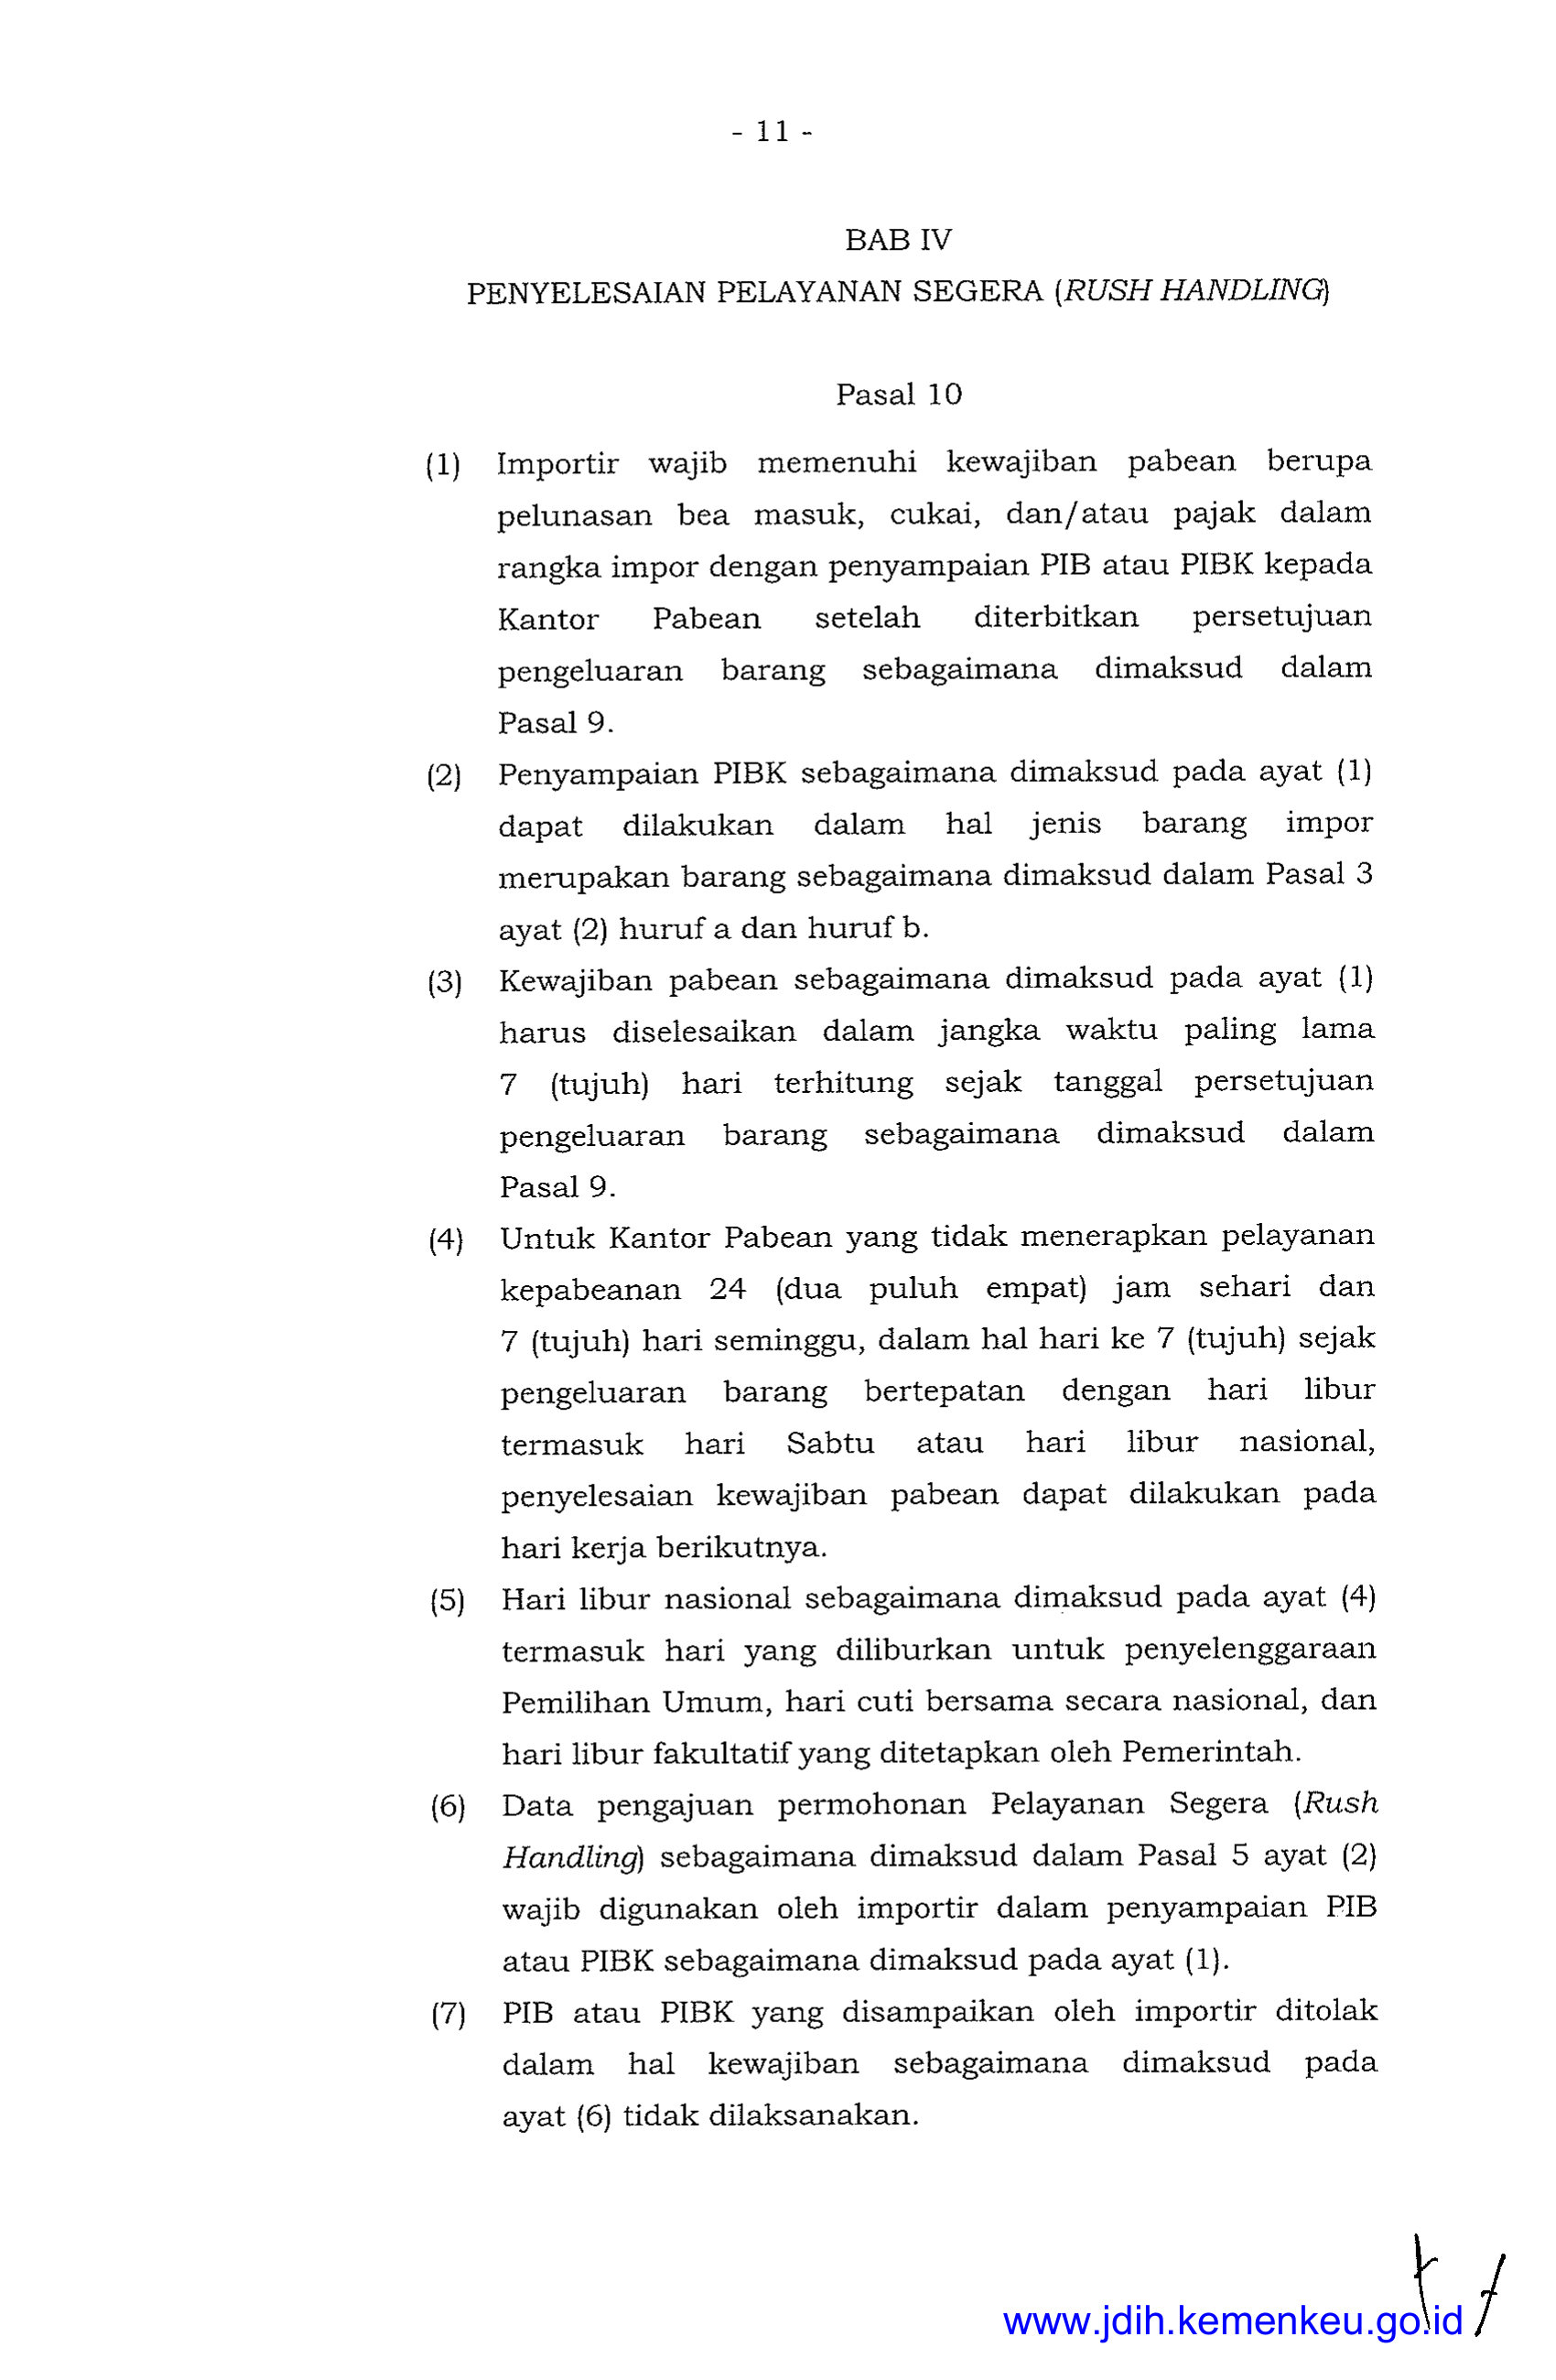 - 11 -
BAB IV
PENYELESAIAN PELAYANAN SEGERA (RUSH HANDLING)
Pasal 10
(1) Importir wajib memenuhi kewajiban pabean berupa
pelunasan bea masuk, cukai, dan/atau pajak dalam
rangka impor dengan penyampaian PIB atau PIBK kepada
Kantor Pabean setelah diterbitkan persetujuan
pengeluaran barang sebagaimana dimaksud dalam
Pasal 9.
(2) Penyampaian PIBK sebagaimana dimaksud pada ayat (1)
dapat dilakukan dalam hal jenis barang impor
merupakan barang sebagaimana dimaksud dalam Pasal 3
ayat (2) huruf a dan huruf b.
(3) Kewajiban pabean sebagaimana dimaksud pada ayat (1)
harus diselesaikan dalam jangka waktu paling lama
7 (tujuh) hari terhitung sejak tanggal persetujuan
pengeluaran barang sebagaimana dimaksud dalam
Pasal 9.
(4) Untuk Kantor Pabean yang tidak menerapkan pelayanan
kepabeanan 24 (dua puluh empat) jam sehari dan
7 (tujuh) hari seminggu, dalam hal hari ke 7 (tujuh) sejak
pengeluaran barang bertepatan dengan hari libur
termasuk hari Sabtu atau hari libur nasional,
penyelesaian kewajiban pabean dapat dilakukan pada
hari kerja berikutnya.
(5) Hari libur nasional sebagaimana dimaksud pada ayat (4)
termasuk hari yang diliburkan untuk penyelenggaraan
Pemilihan Umum, hari cuti bersama secara nasional, dan
hari libur fakultatif yang ditetapkan oleh Pemerintah.
(6) Data pengajuan permohonan Pelayanan Segera (Rush
Handling) sebagaimana dimaksud dalam Pasal 5 ayat (2)
wajib digunakan oleh importir dalam penyampaian PIB
atau PIBK sebagaimana dimaksud pada ayat (1).
(7) PIB atau PIBK yang disampaikan oleh importir ditolak
dalam hal kewajiban sebagaimana dimaksud pada
ayat (6) tidak dilaksanakan.
www.jdih.kemenkeu.go.id